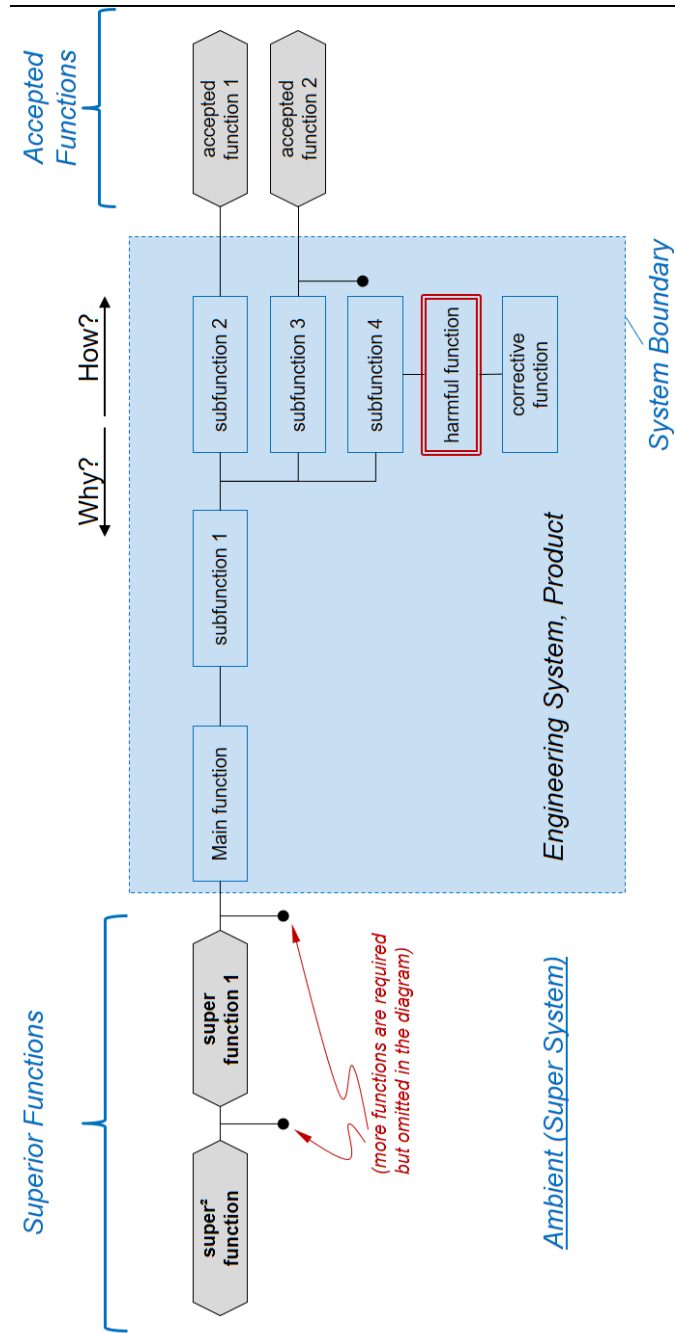 Superior Functions
Accepted
Functions
Why?
How?
super²
function
super
function 1
Main function
subfunction 1
subfunction 2
accepted
function 1
subfunction 3
accepted
function 2
subfunction 4
harmful function
corrective
function
(more functions are required
but omitted in the diagram)
Engineering System, Product
Ambient (Super System)
System Boundary